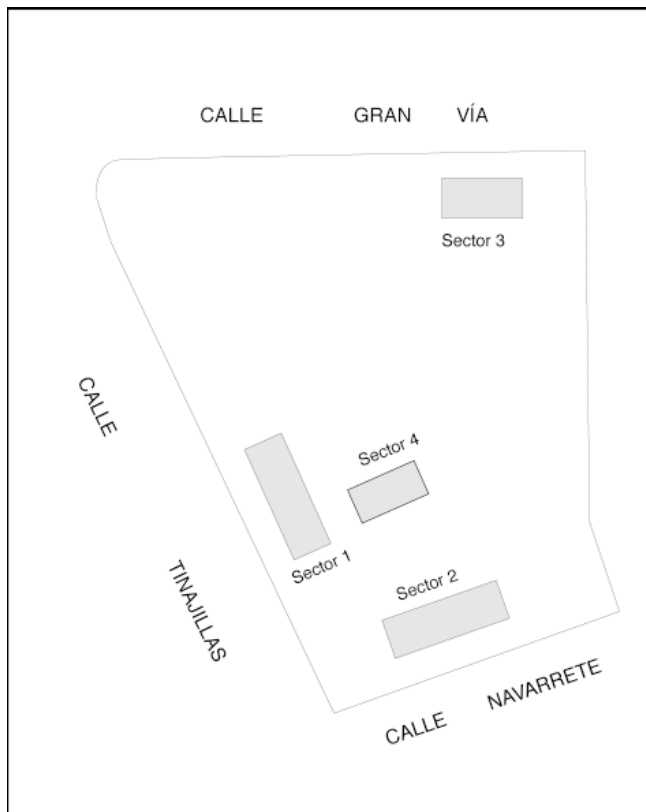 CALLE GRAN VÍA
Sector 3
CALLE
TINAJILLAS
Sector 4
Sector 1
Sector 2
CALLE NAVARRETE